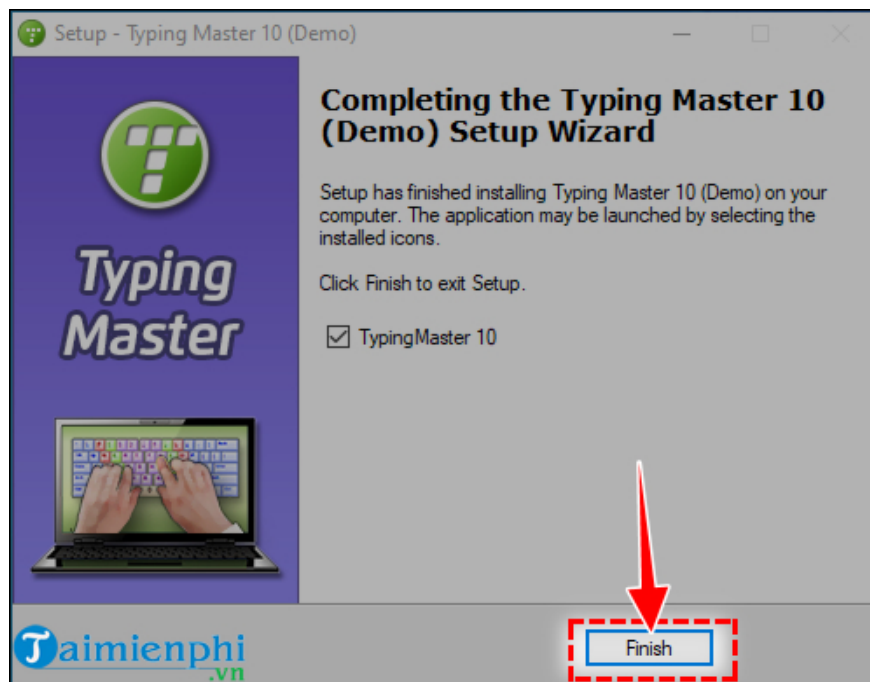 Setup - Typing Master 10 (Demo)
Completing the Typing Master 10
(Demo) Setup Wizard
Setup has finished installing Typing Master 10 (Demo) on your
computer. The application may be launched by selecting the
installed icons.
Click Finish to exit Setup.
TypingMaster 10
Typing
Master
Finish
Taimienphi
.vn